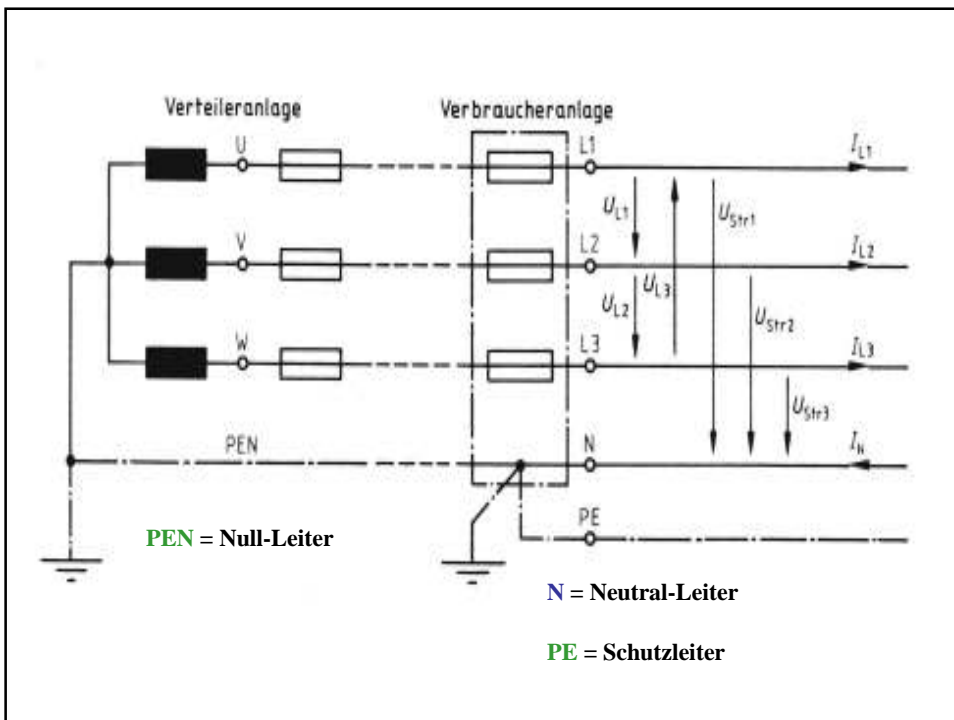 Verteileranlage
Verbraucheranlage
U
L1
I_L1
U_L1
U_Str1
V
L2
I_L2
U_L2
U_L3
U_Str2
W
L3
I_L3
U_Str3
PEN
N
I_N
PE
PEN = Null-Leiter
N = Neutral-Leiter
PE = Schutzleiter